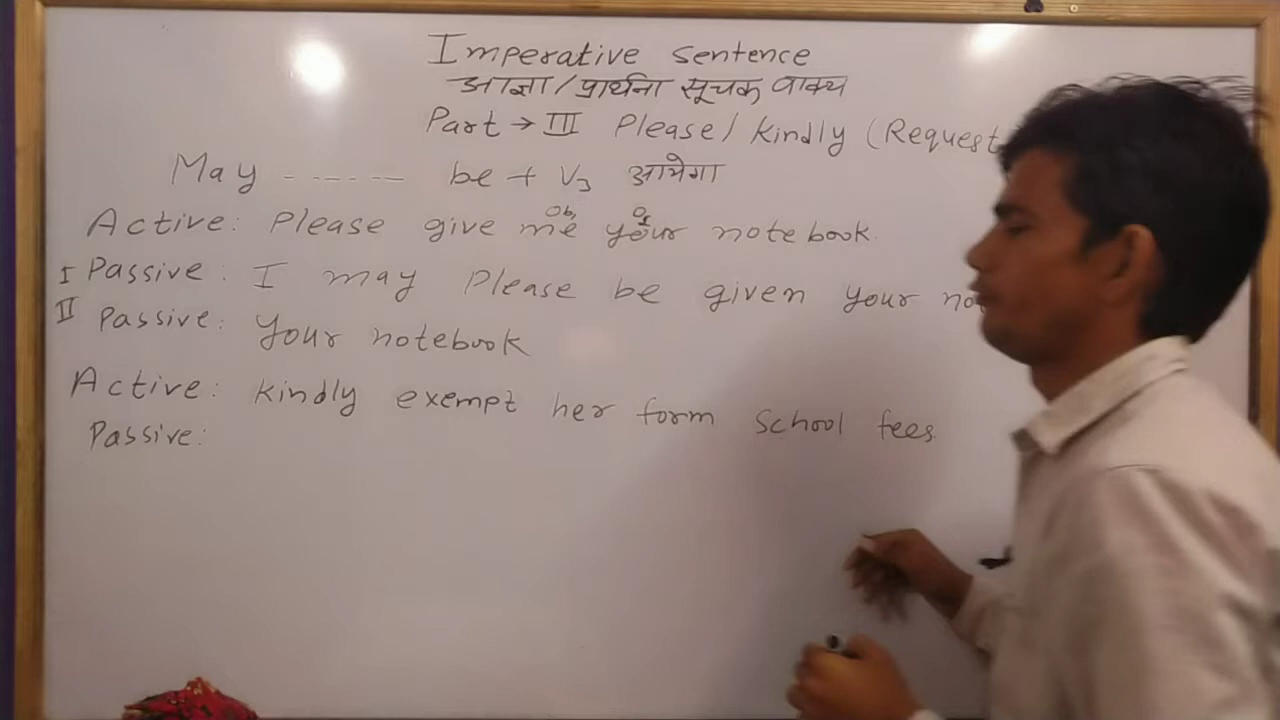 Imperative sentence
आज्ञा/प्रार्थना सूचक वाक्य
Part → III Please/Kindly (Request
May ------- be + V3 आयेगा
Ob,
Active: Please give me your notebook.
I Passive: I may Please be given your
II Passive: Your notebook
Active: Kindly exempt her form School fees.
Passive: